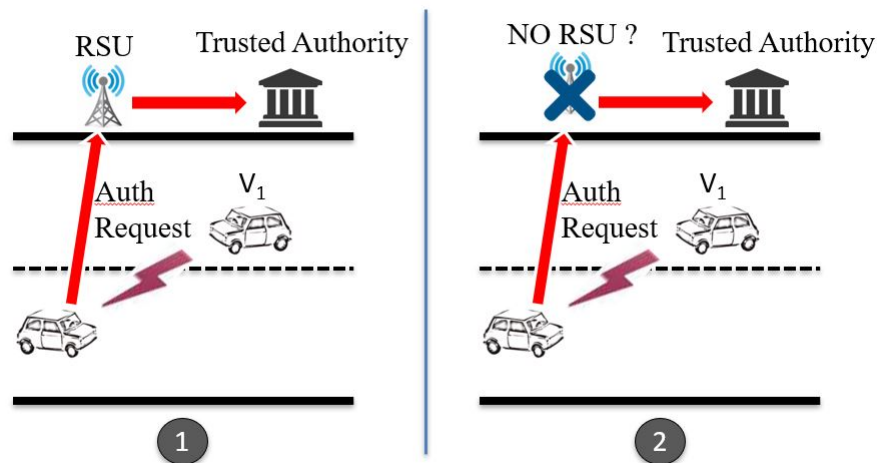 RSU
Trusted Authority
V₁
Auth
Request
1
NO RSU ?
Trusted Authority
V₁
Auth
Request
2